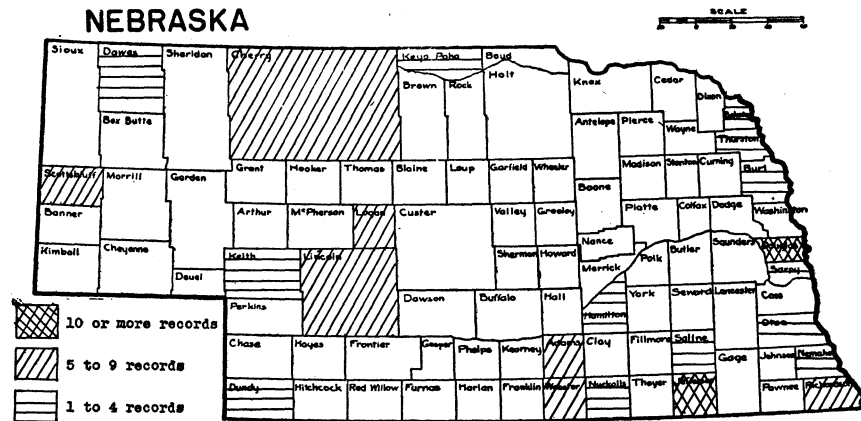 NEBRASKA
SCALE
Sioux Dawes Sheridan Cherry Keya Paha Boyd
Brown Rock Holt Knox Cedar Dixon
Box Butte Antelope Pierce Wayne Thurston
Scottsbluff Morrill Garden Grant Hooker Thomas Blaine Loup Garfield Wheeler Madison Stanton Cuming Burt
Boone
Banner Arthur McPherson Logan Custer Valley Greeley Platte Colfax Dodge Washington
Kimball Cheyenne Keith Lincoln Sherman Howard Nance Merrick Polk Butler Saunders Douglas
Sarpy
Deuel
Perkins Dawson Buffalo Hall Hamilton York Seward Lancaster Cass
Otoe
10 or more records
Chase Hayes Frontier Gosper Phelps Kearney Adams Clay Fillmore Saline
Gage Johnson Nemaha
5 to 9 records
Dundy Hitchcock Red Willow Furnas Harlan Franklin Webster Nuckolls Thayer Pawnee Richardson
1 to 4 records